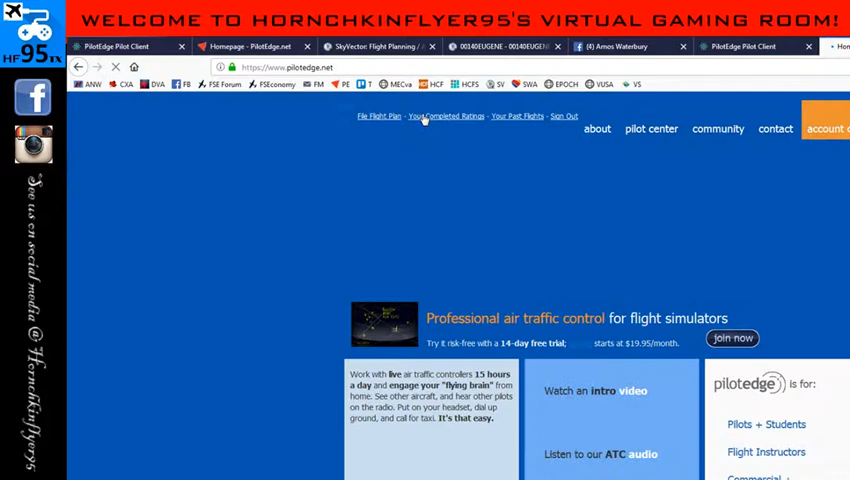 WELCOME TO HORNCHKINFLYER95'S VIRTUAL GAMING ROOM!
HF 95TX
PilotEdge Pilot Client
Homepage - PilotEdge.net
SkyVector: Flight Planning / A
00140EUGENE - 00140EUGEN
(4) Amos Waterbury
PilotEdge Pilot Client
Hom
https://www.pilotedge.net
ANW CXA DVA FB FSE Forum FSEconomy FM PE T MECva HCF HCFS SV SWA EPOCH VUSA VS
File Flight Plan - Your Completed Ratings - Your Past Flights - Sign Out
about pilot center community contact account
See us on social media @ Hornchkinflyer95
Professional air traffic control for flight simulators
Try it risk-free with a 14-day free trial; starts at $19.95/month.
join now
Work with live air traffic controllers 15 hours
a day and engage your "flying brain" from
home. See other aircraft, and hear other pilots
on the radio. Put on your headset, dial up
ground, and call for taxi. It's that easy.
Watch an intro video
Listen to our ATC audio
pilotedge is for:
Pilots + Students
Flight Instructors
Commercial +